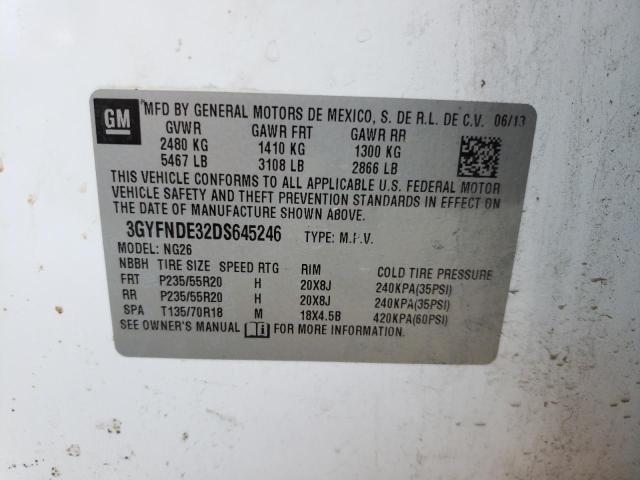 GM
MFD BY GENERAL MOTORS DE MEXICO, S. DE R.L. DE C.V. 06/13
GVWR GAWR FRT GAWR RR
2480 KG 1410 KG 1300 KG
5467 LB 3108 LB 2866 LB
THIS VEHICLE CONFORMS TO ALL APPLICABLE U.S. FEDERAL MOTOR
VEHICLE SAFETY AND THEFT PREVENTION STANDARDS IN EFFECT ON
THE DATE OF MANUFACTURE SHOWN ABOVE.
3GYFNDE32DS645246 TYPE: M.P.V.
MODEL: NG26
NBBH TIRE SIZE SPEED RTG RIM COLD TIRE PRESSURE
FRT P235/55R20 H 20X8J 240KPA(35PSI)
RR P235/55R20 H 20X8J 240KPA(35PSI)
SPA T135/70R18 M 18X4.5B 420KPA(60PSI)
SEE OWNER'S MANUAL FOR MORE INFORMATION.